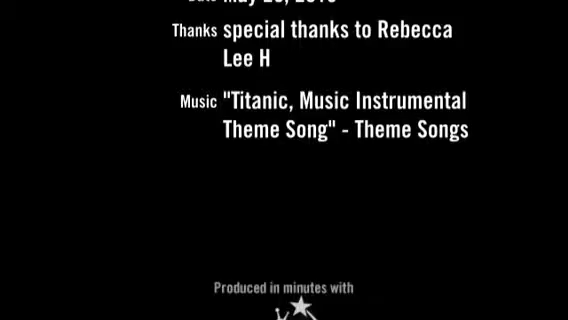 Thanks special thanks to Rebecca
Lee H
Music "Titanic, Music Instrumental
Theme Song" - Theme Songs
Produced in minutes with